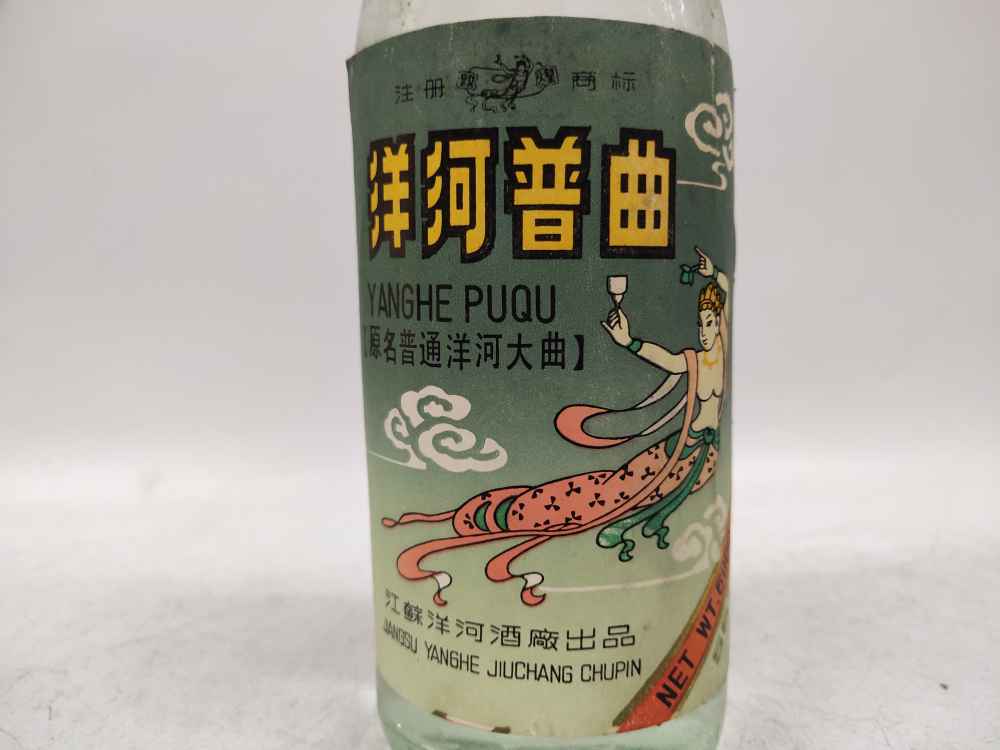 注册 商标
洋河普曲
YANGHE PUQU
【原名普通洋河大曲】
江蘇洋河酒廠出品
JIANGSU YANGHE JIUCHANG CHUPIN
NET WT.